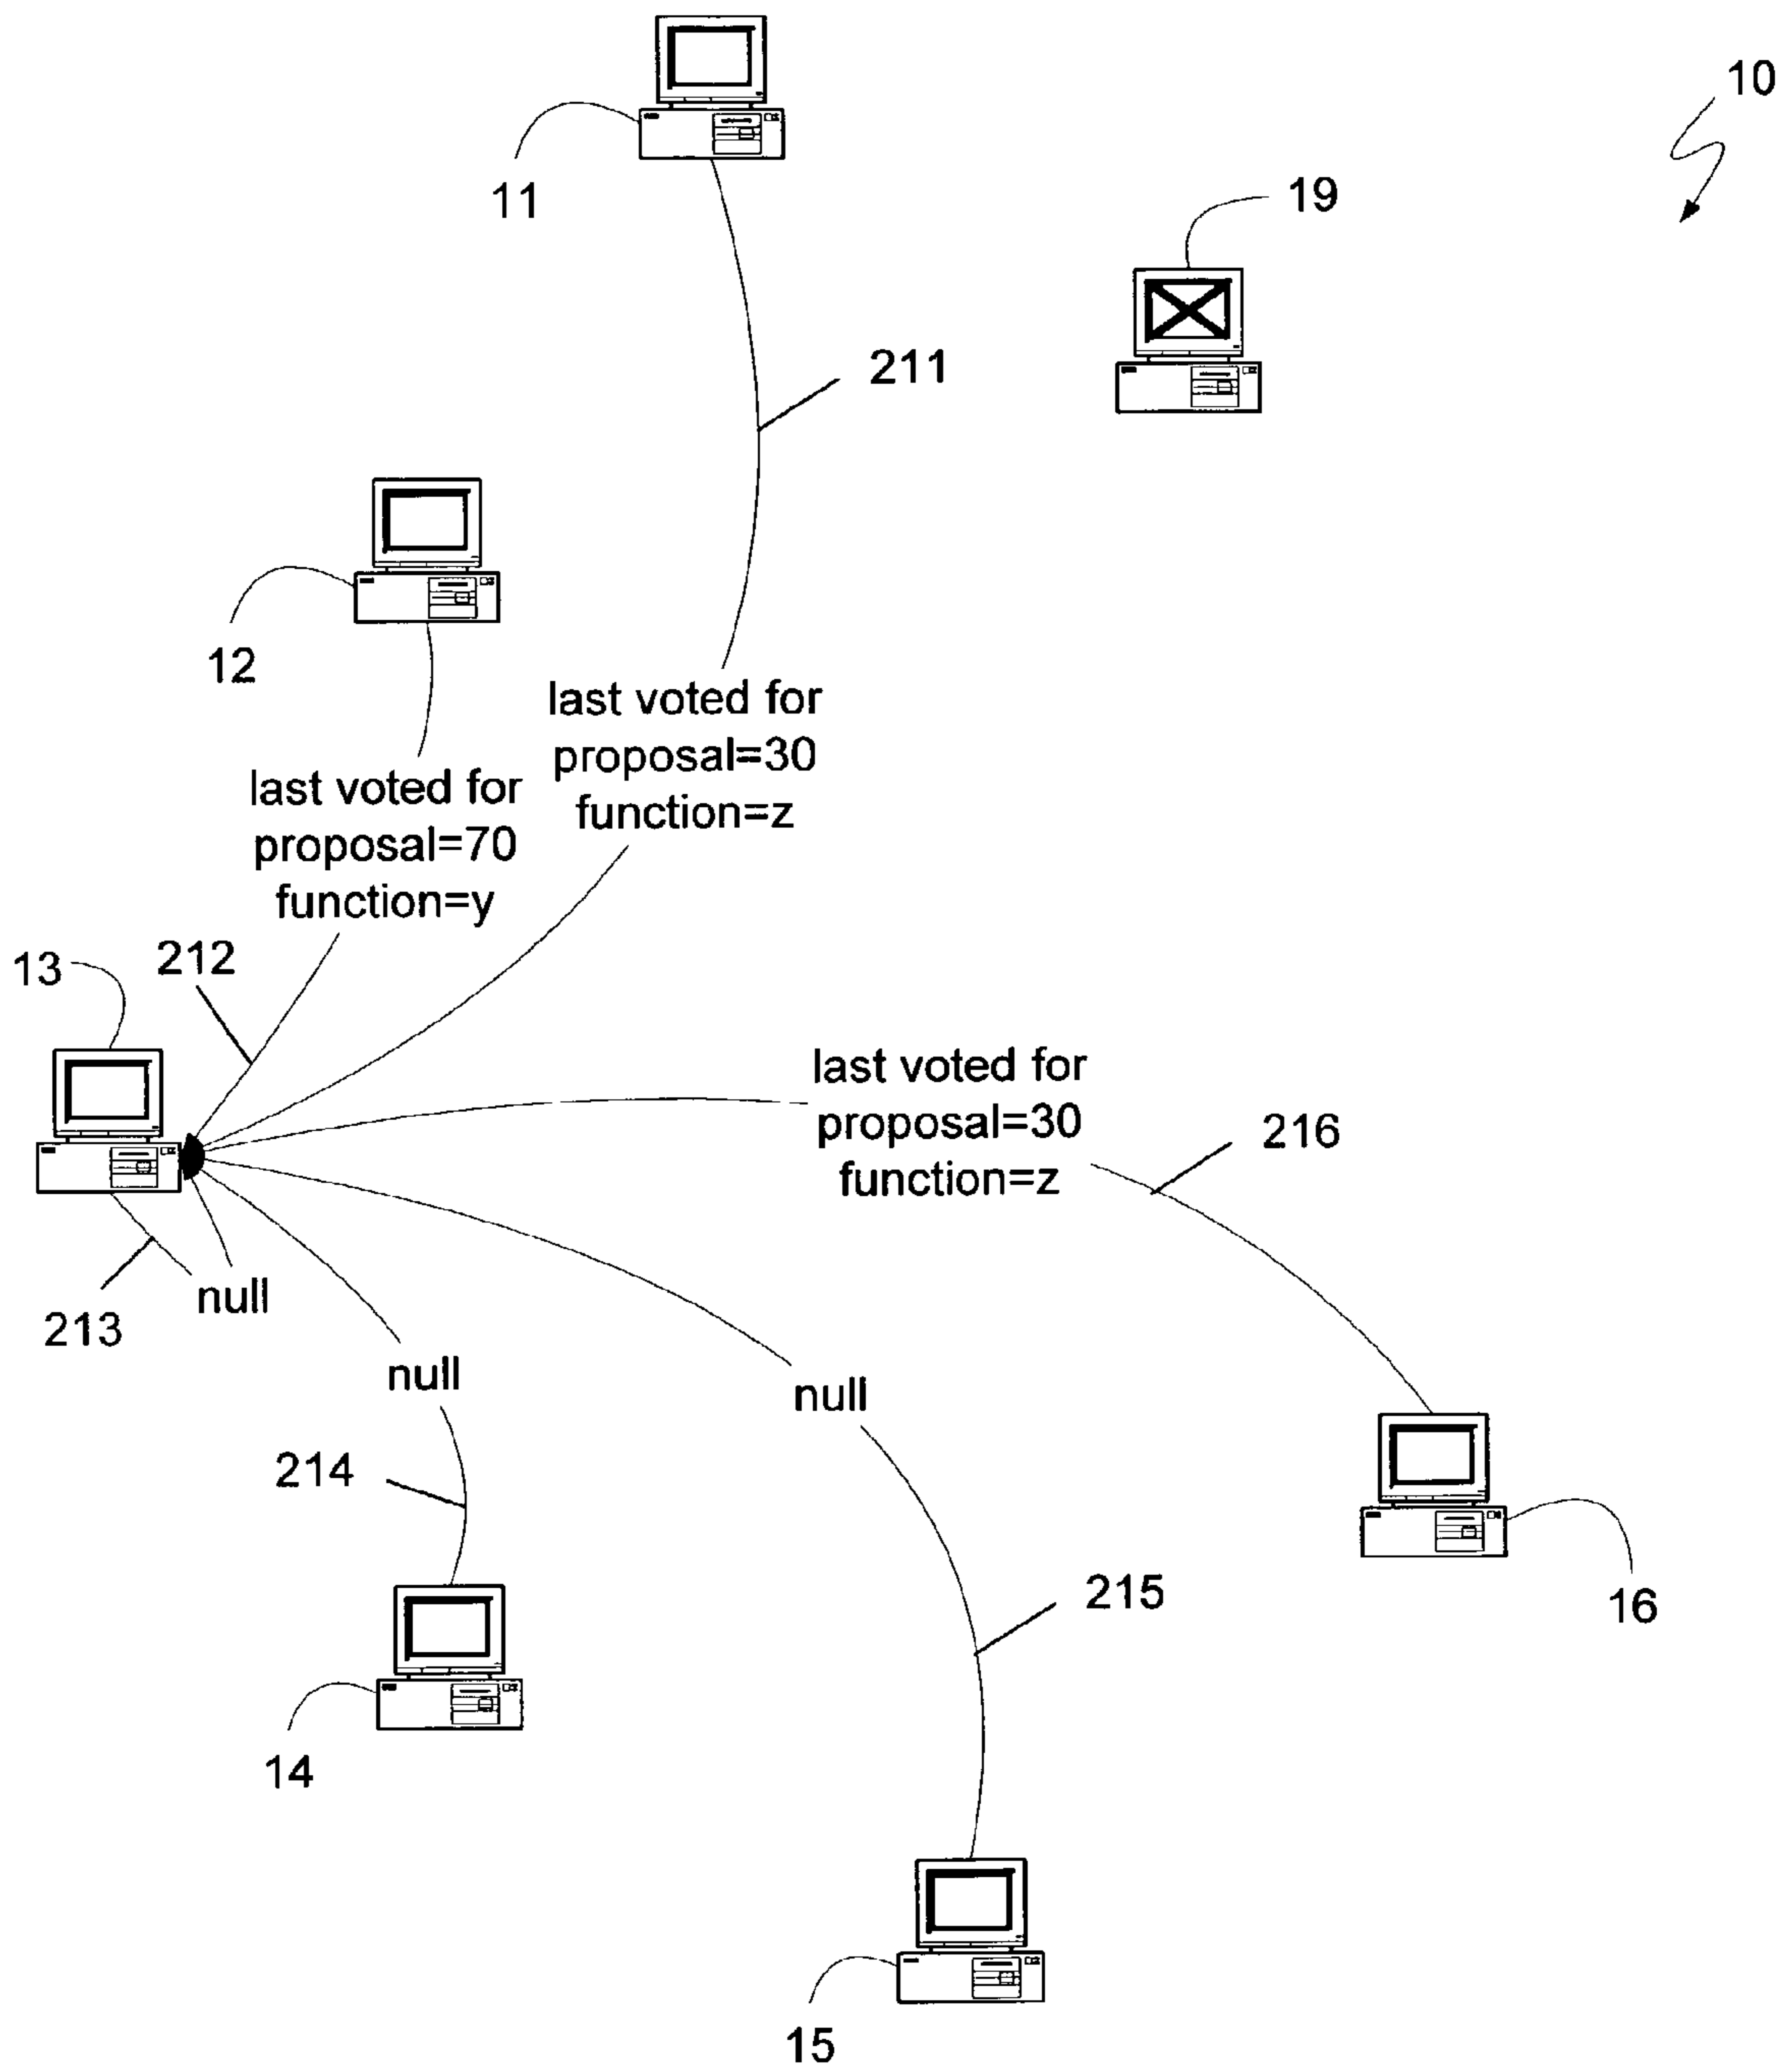 10
11
19
211
12
last voted for
proposal=30
function=z
last voted for
proposal=70
function=y
13
212
last voted for
proposal=30
function=z
216
213
null
null
null
214
215
16
14
15